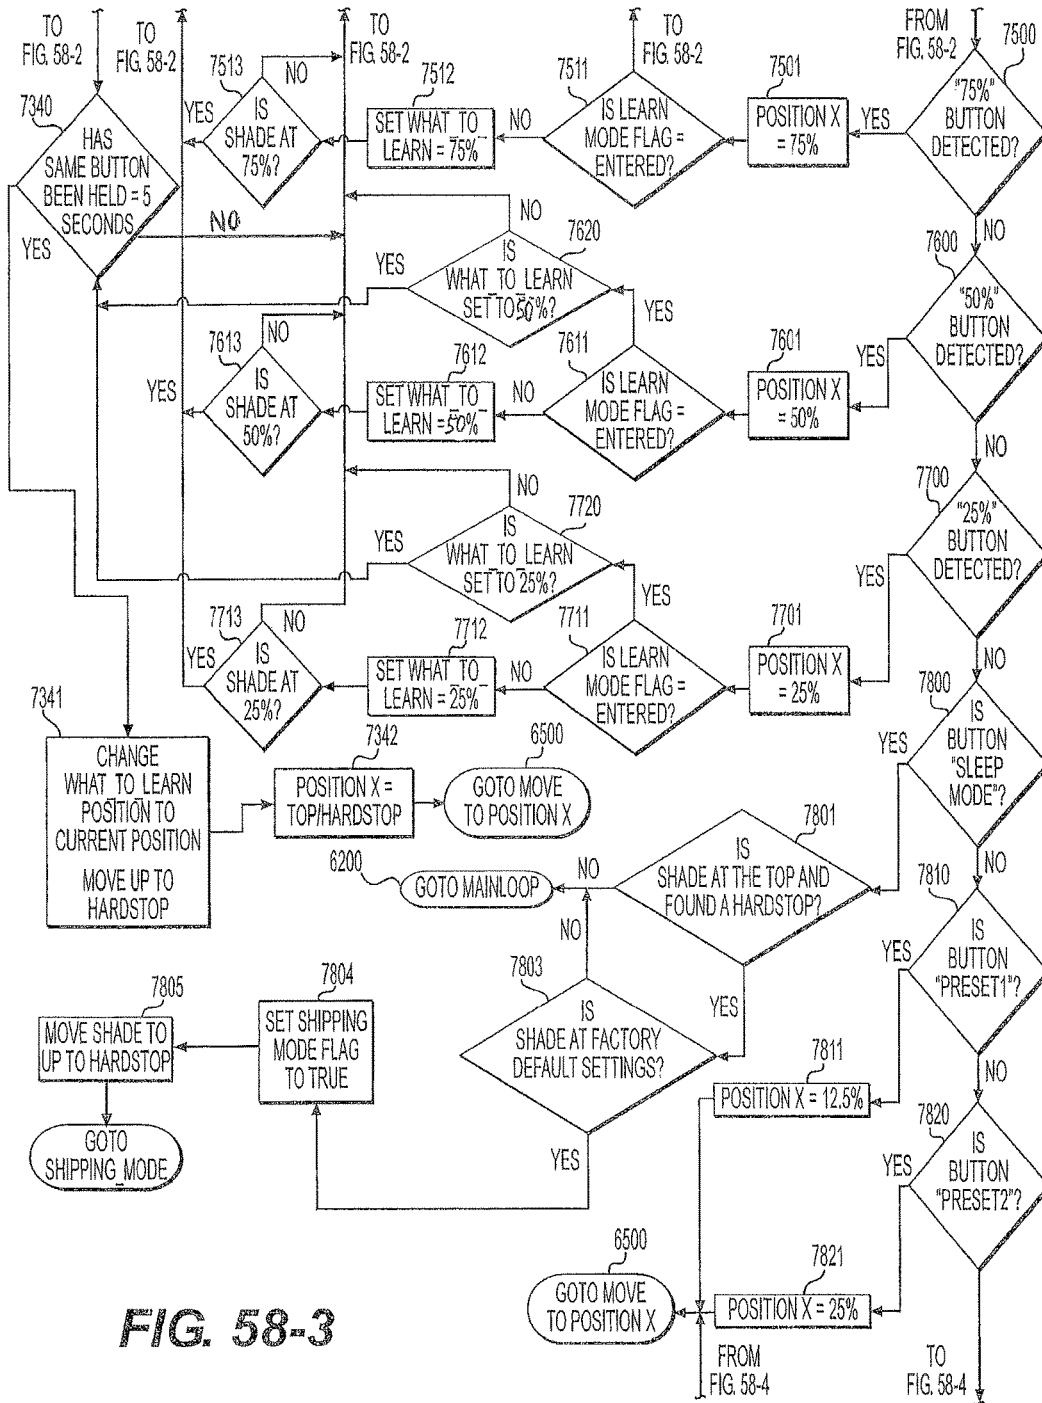 TO
FIG. 58-2
TO
FIG. 58-2
TO
FIG. 58-2
TO
FIG. 58-2
FROM
FIG. 58-2
7500
"75%"
BUTTON
DETECTED?
YES
NO
7501
POSITION X
= 75%
7511
IS LEARN
MODE FLAG =
ENTERED?
NO
7512
SET WHAT_TO_
LEARN = 75%
7513
IS
SHADE AT
75%?
NO
YES
7340
HAS
SAME BUTTON
BEEN HELD = 5
SECONDS
NO
YES
7600
"50%"
BUTTON
DETECTED?
YES
NO
7601
POSITION X
= 50%
7611
IS LEARN
MODE FLAG =
ENTERED?
YES
NO
7620
IS
WHAT_TO_LEARN
SET TO 50%?
NO
YES
7612
SET WHAT_TO_
LEARN = 50%
7613
IS
SHADE AT
50%?
NO
YES
7700
"25%"
BUTTON
DETECTED?
YES
NO
7701
POSITION X
= 25%
7711
IS LEARN
MODE FLAG =
ENTERED?
YES
NO
7720
IS
WHAT_TO_LEARN
SET TO 25%?
NO
YES
7712
SET WHAT_TO_
LEARN = 25%
7713
IS
SHADE AT
25%?
NO
YES
7341
CHANGE
WHAT_TO_LEARN
POSITION TO
CURRENT POSITION
MOVE UP TO
HARDSTOP
7342
POSITION X =
TOP/HARDSTOP
6500
GOTO MOVE
TO POSITION X
7800
IS
BUTTON
"SLEEP
MODE"?
YES
NO
7801
IS
SHADE AT THE TOP AND
FOUND A HARDSTOP?
NO
YES
6200
GOTO MAINLOOP
7803
IS
SHADE AT FACTORY
DEFAULT SETTINGS?
NO
YES
7804
SET SHIPPING
MODE FLAG
TO TRUE
7805
MOVE SHADE TO
UP TO HARDSTOP
GOTO
SHIPPING_MODE
7810
IS
BUTTON
"PRESET1"?
YES
NO
7811
POSITION X = 12.5%
7820
IS
BUTTON
"PRESET2"?
YES
7821
POSITION X = 25%
6500
GOTO MOVE
TO POSITION X
FROM
FIG. 58-4
TO
FIG. 58-4
FIG. 58-3